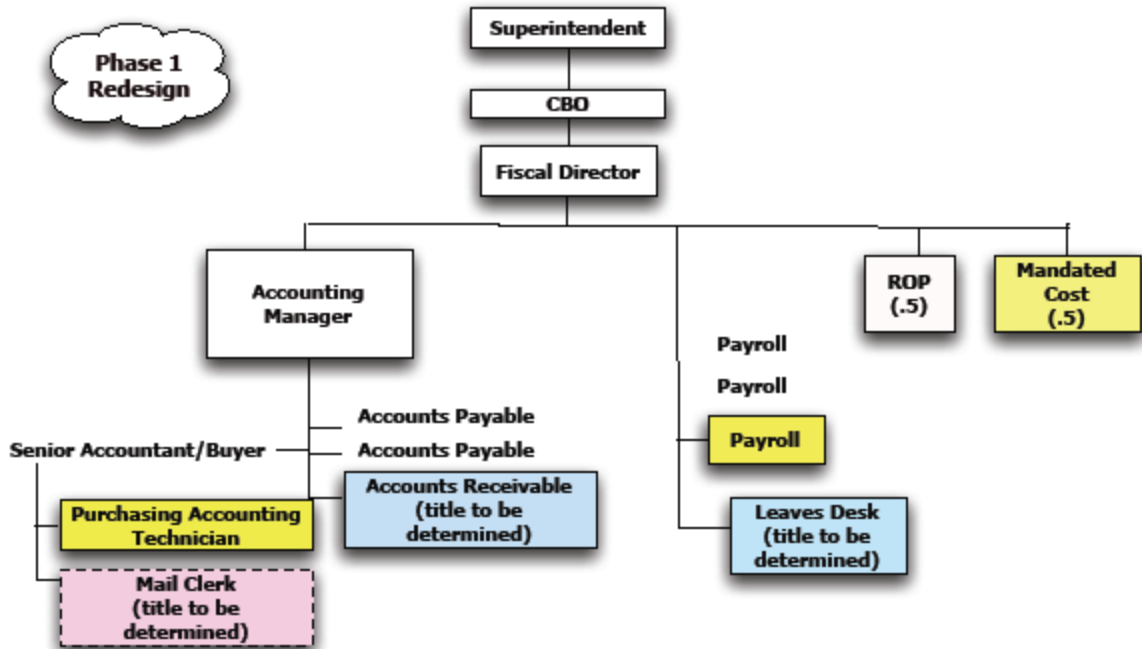 Superintendent
Phase 1
Redesign
CBO
Fiscal Director
Accounting
Manager
ROP
(.5)
Mandated
Cost
(.5)
Payroll
Payroll
Payroll
Accounts Payable
Senior Accountant/Buyer
Accounts Payable
Accounts Receivable
(title to be
determined)
Purchasing Accounting
Technician
Leaves Desk
(title to be
determined)
Mail Clerk
(title to be
determined)